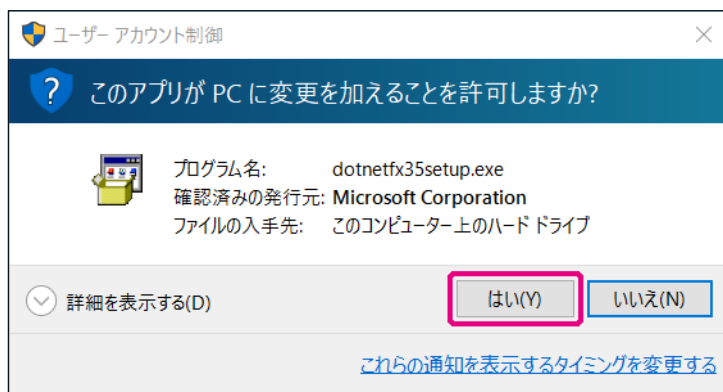 ユーザー アカウント制御
このアプリが PC に変更を加えることを許可しますか?
プログラム名: dotnetfx35setup.exe
確認済みの発行元: Microsoft Corporation
ファイルの入手先: このコンピューター上のハード ドライブ
詳細を表示する(D) はい(Y) いいえ(N)
これらの通知を表示するタイミングを変更する